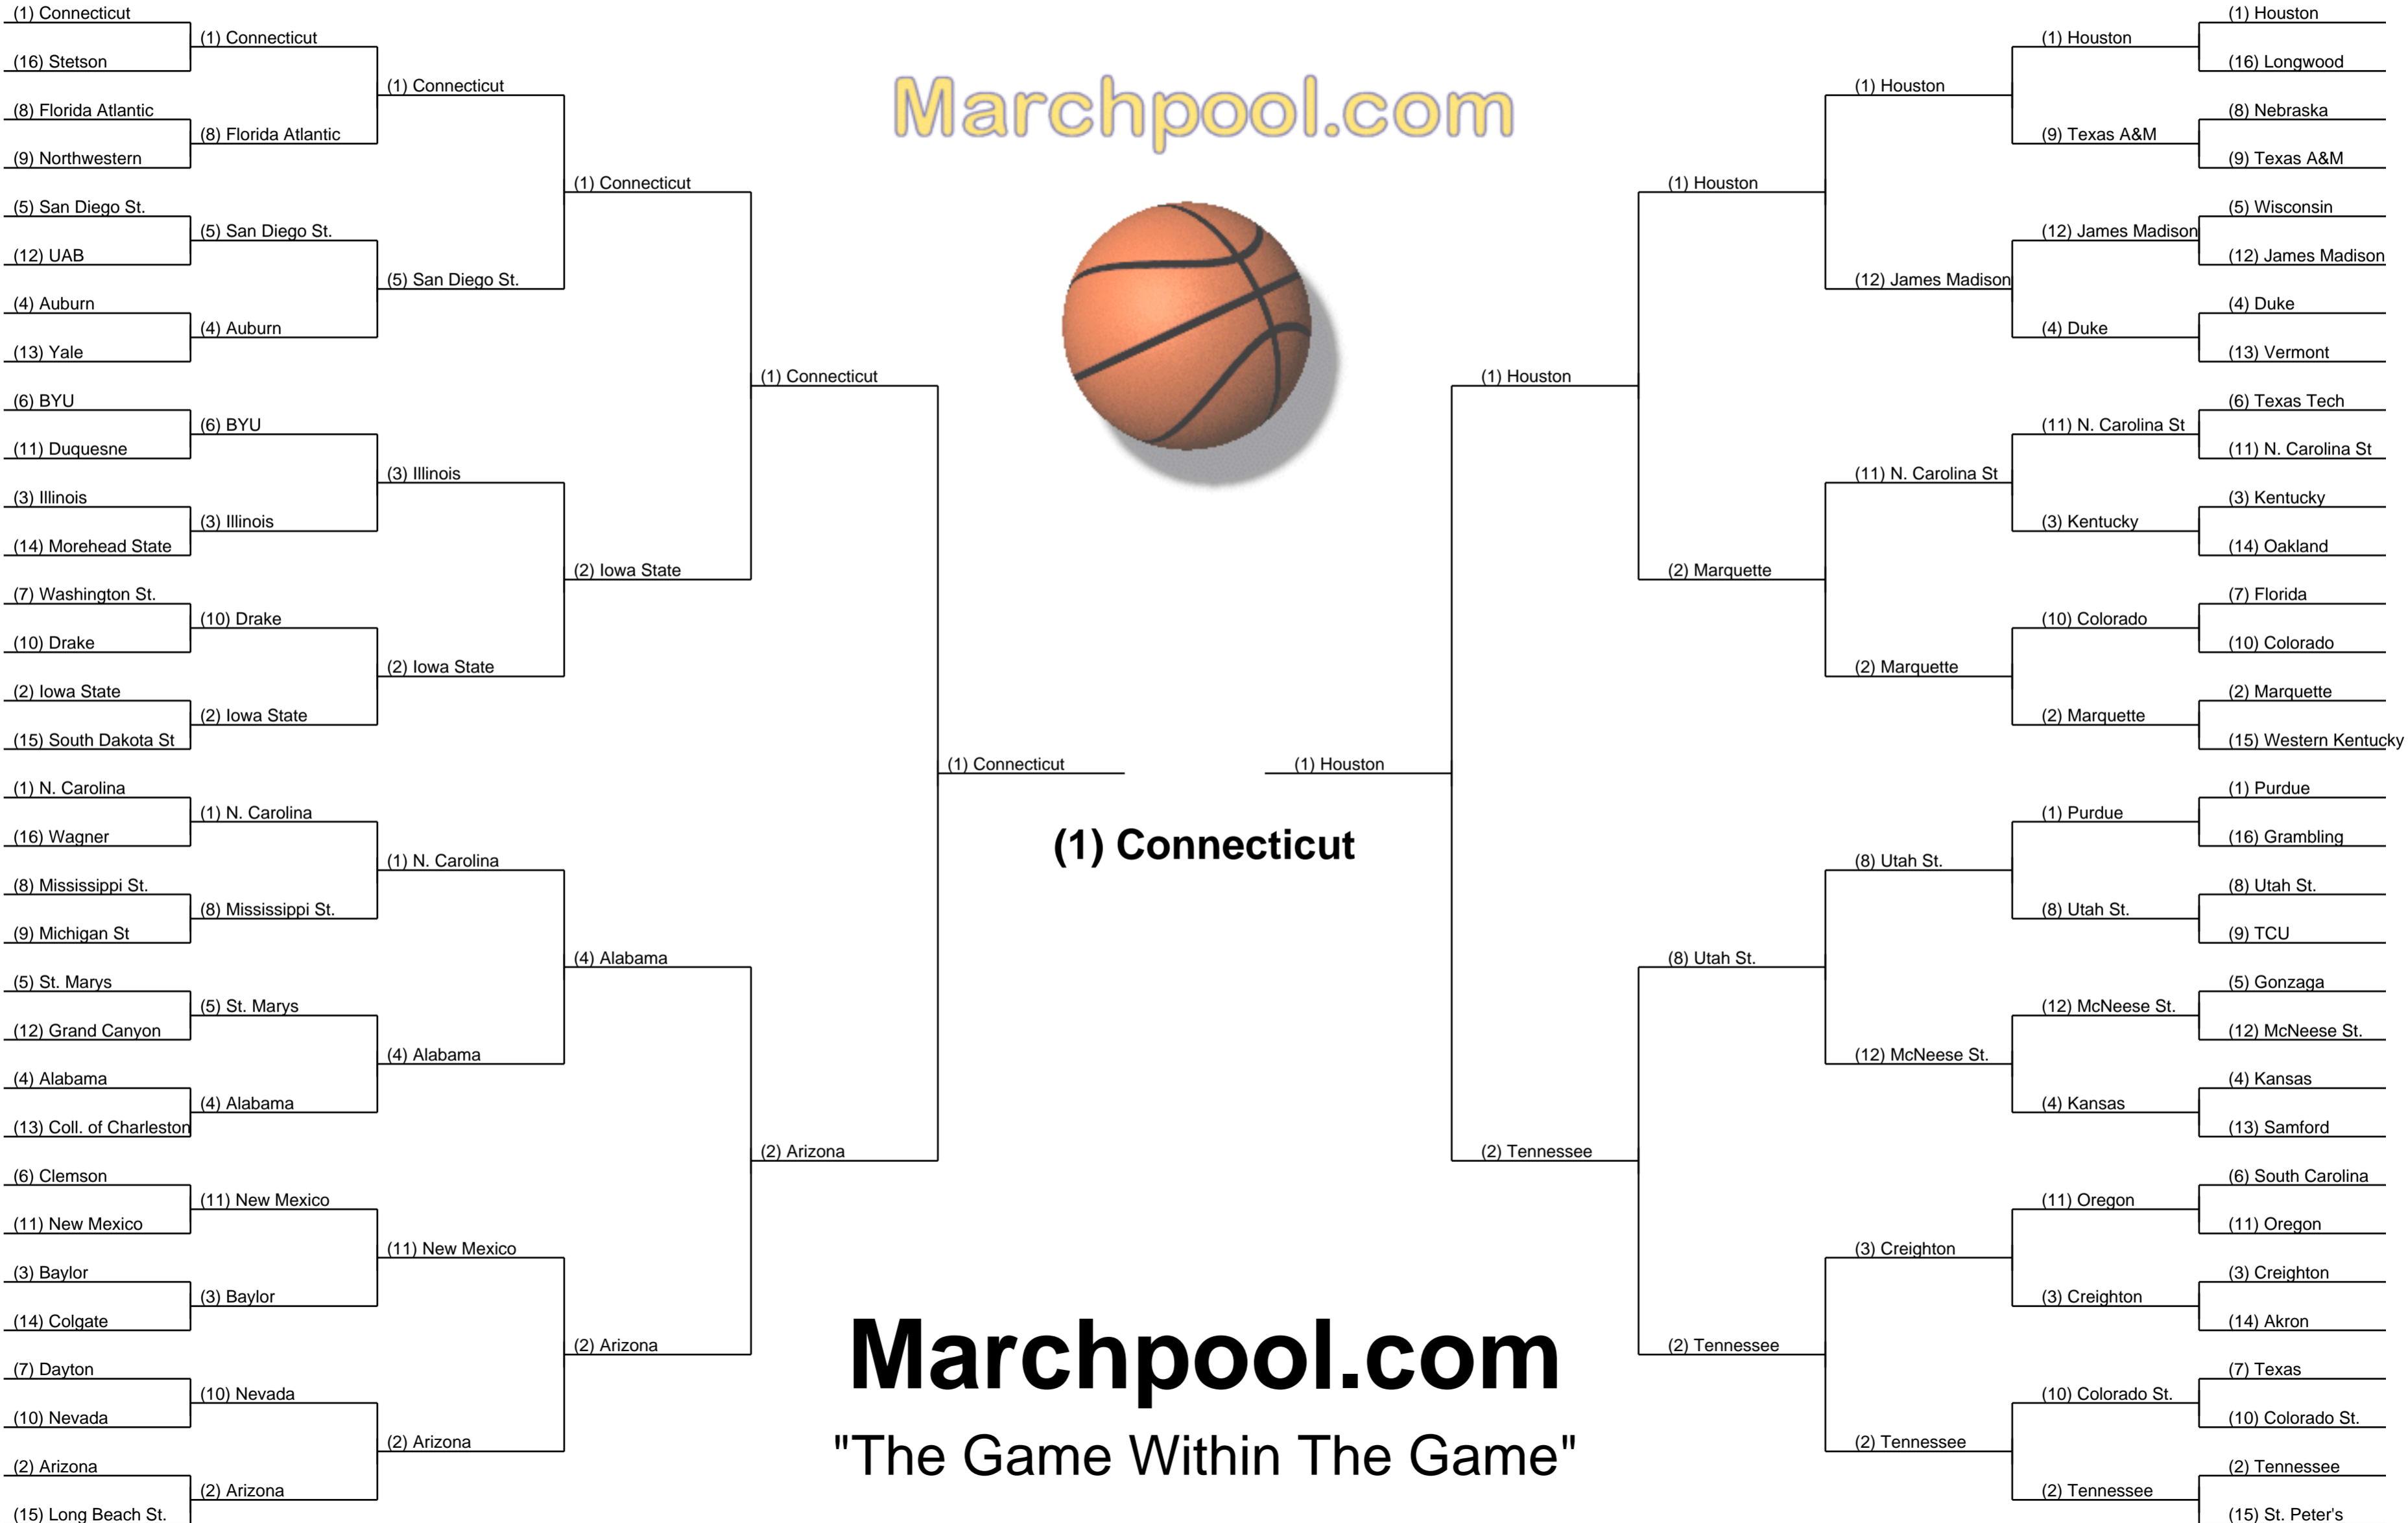 (1) Connecticut
(16) Stetson
(8) Florida Atlantic
(9) Northwestern
(5) San Diego St.
(12) UAB
(4) Auburn
(13) Yale
(6) BYU
(11) Duquesne
(3) Illinois
(14) Morehead State
(7) Washington St.
(10) Drake
(2) Iowa State
(15) South Dakota St
(1) N. Carolina
(16) Wagner
(8) Mississippi St.
(9) Michigan St
(5) St. Marys
(12) Grand Canyon
(4) Alabama
(13) Coll. of Charleston
(6) Clemson
(11) New Mexico
(3) Baylor
(14) Colgate
(7) Dayton
(10) Nevada
(2) Arizona
(15) Long Beach St.
(1) Connecticut
(8) Florida Atlantic
(5) San Diego St.
(4) Auburn
(6) BYU
(3) Illinois
(10) Drake
(2) Iowa State
(1) N. Carolina
(8) Mississippi St.
(5) St. Marys
(4) Alabama
(11) New Mexico
(3) Baylor
(10) Nevada
(2) Arizona
(1) Connecticut
(5) San Diego St.
(3) Illinois
(2) Iowa State
(1) N. Carolina
(4) Alabama
(11) New Mexico
(2) Arizona
(1) Connecticut
(2) Iowa State
(4) Alabama
(2) Arizona
(1) Connecticut
(2) Arizona
(1) Connecticut
Marchpool.com
(1) Connecticut
Marchpool.com
"The Game Within The Game"
(1) Houston
(1) Houston
(2) Tennessee
(1) Houston
(2) Marquette
(8) Utah St.
(2) Tennessee
(1) Houston
(12) James Madison
(11) N. Carolina St
(2) Marquette
(8) Utah St.
(12) McNeese St.
(3) Creighton
(2) Tennessee
(1) Houston
(9) Texas A&M
(12) James Madison
(4) Duke
(11) N. Carolina St
(3) Kentucky
(10) Colorado
(2) Marquette
(1) Purdue
(8) Utah St.
(12) McNeese St.
(4) Kansas
(11) Oregon
(3) Creighton
(10) Colorado St.
(2) Tennessee
(1) Houston
(16) Longwood
(8) Nebraska
(9) Texas A&M
(5) Wisconsin
(12) James Madison
(4) Duke
(13) Vermont
(6) Texas Tech
(11) N. Carolina St
(3) Kentucky
(14) Oakland
(7) Florida
(10) Colorado
(2) Marquette
(15) Western Kentucky
(1) Purdue
(16) Grambling
(8) Utah St.
(9) TCU
(5) Gonzaga
(12) McNeese St.
(4) Kansas
(13) Samford
(6) South Carolina
(11) Oregon
(3) Creighton
(14) Akron
(7) Texas
(10) Colorado St.
(2) Tennessee
(15) St. Peter's